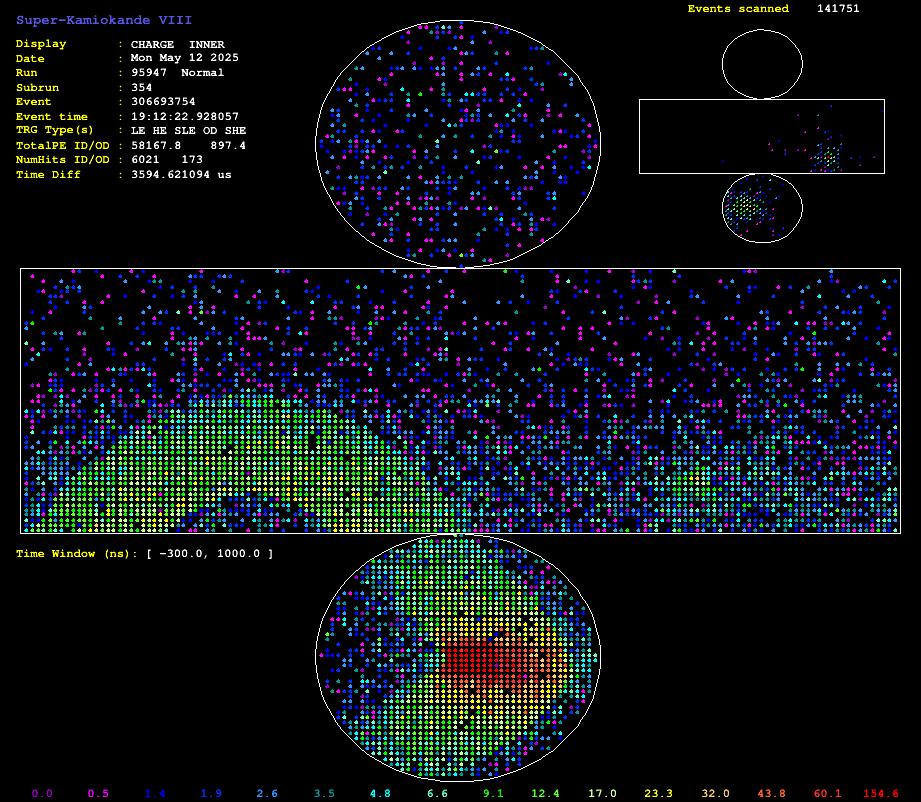 Super-Kamiokande VIII
Events scanned 141751
Display : CHARGE INNER
Date : Mon May 12 2025
Run : 95947 Normal
Subrun : 354
Event : 306693754
Event time : 19:12:22.928057
TRG Type(s) : LE HE SLE OD SHE
TotalPE ID/OD : 58167.8 897.4
NumHits ID/OD : 6021 173
Time Diff : 3594.621094 us
Time Window (ns): [ −300.0, 1000.0 ]
0.0 0.5 1.4 1.9 2.6 3.5 4.8 6.6 9.1 12.4 17.0 23.3 32.0 43.8 60.1 154.6